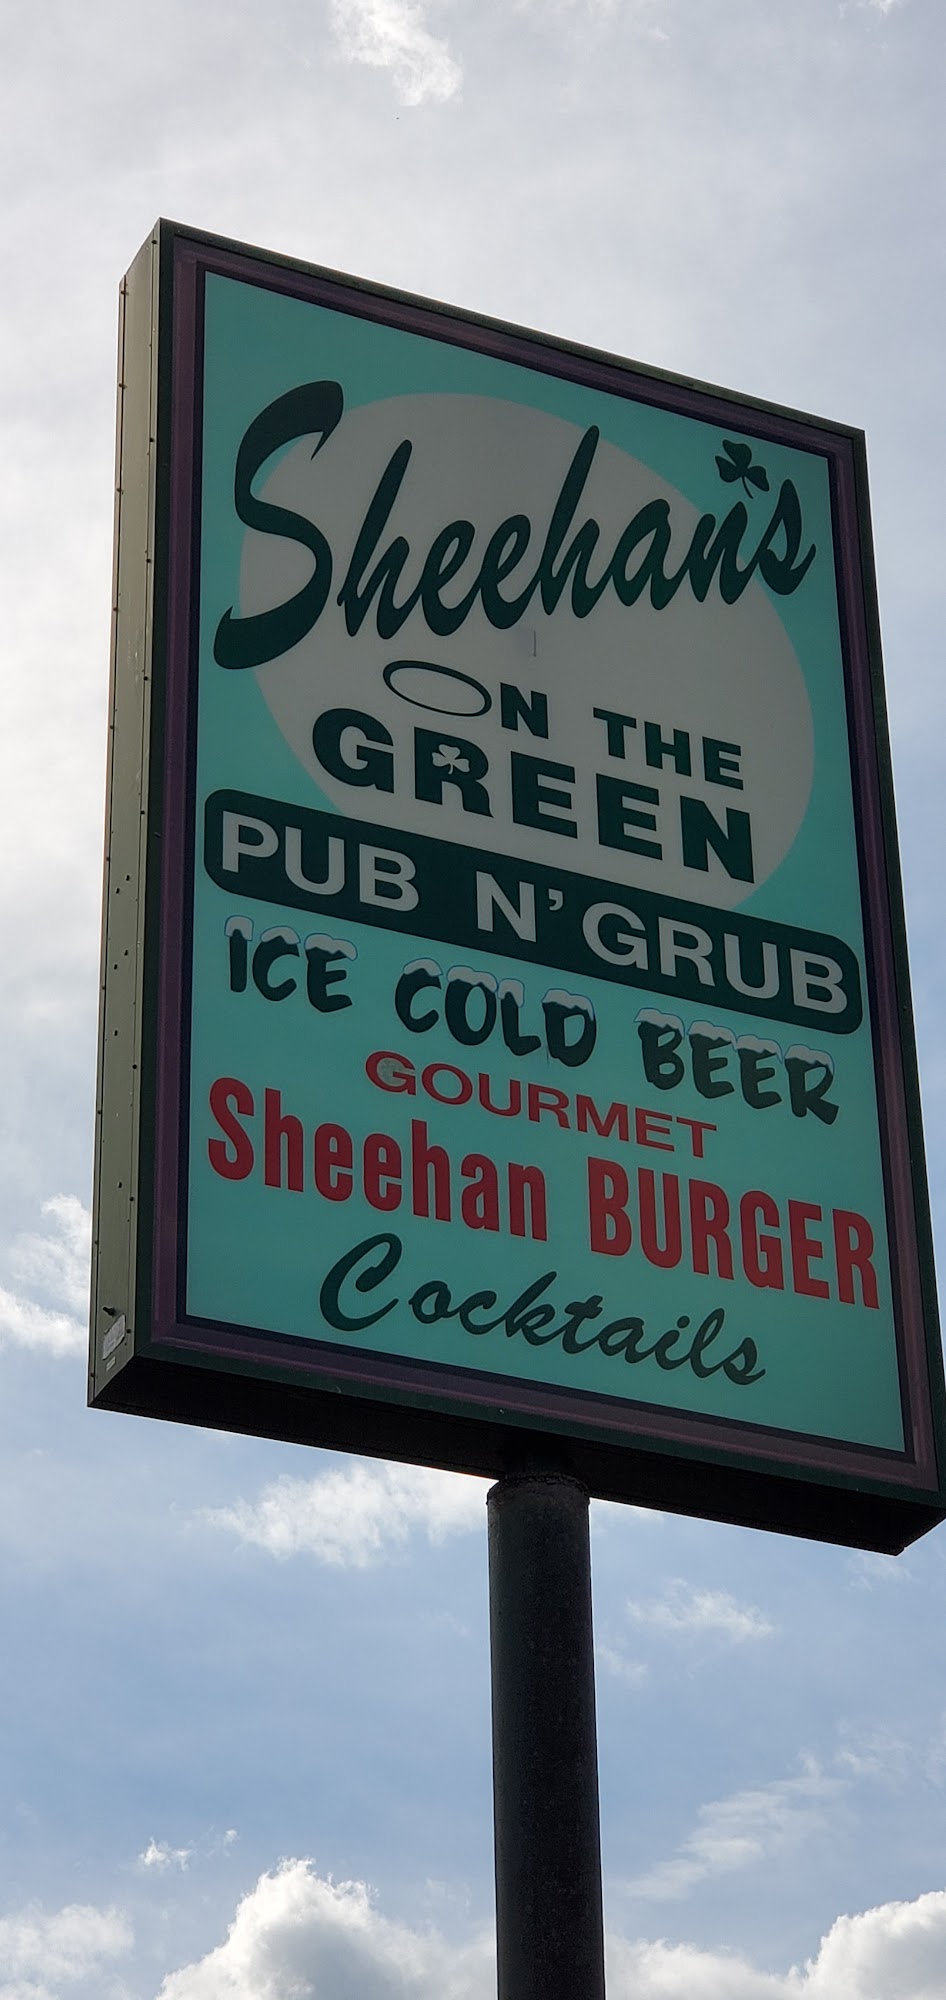 Sheehan's
ON THE
GREEN
PUB N' GRUB
ICE COLD BEER
GOURMET
Sheehan BURGER
Cocktails